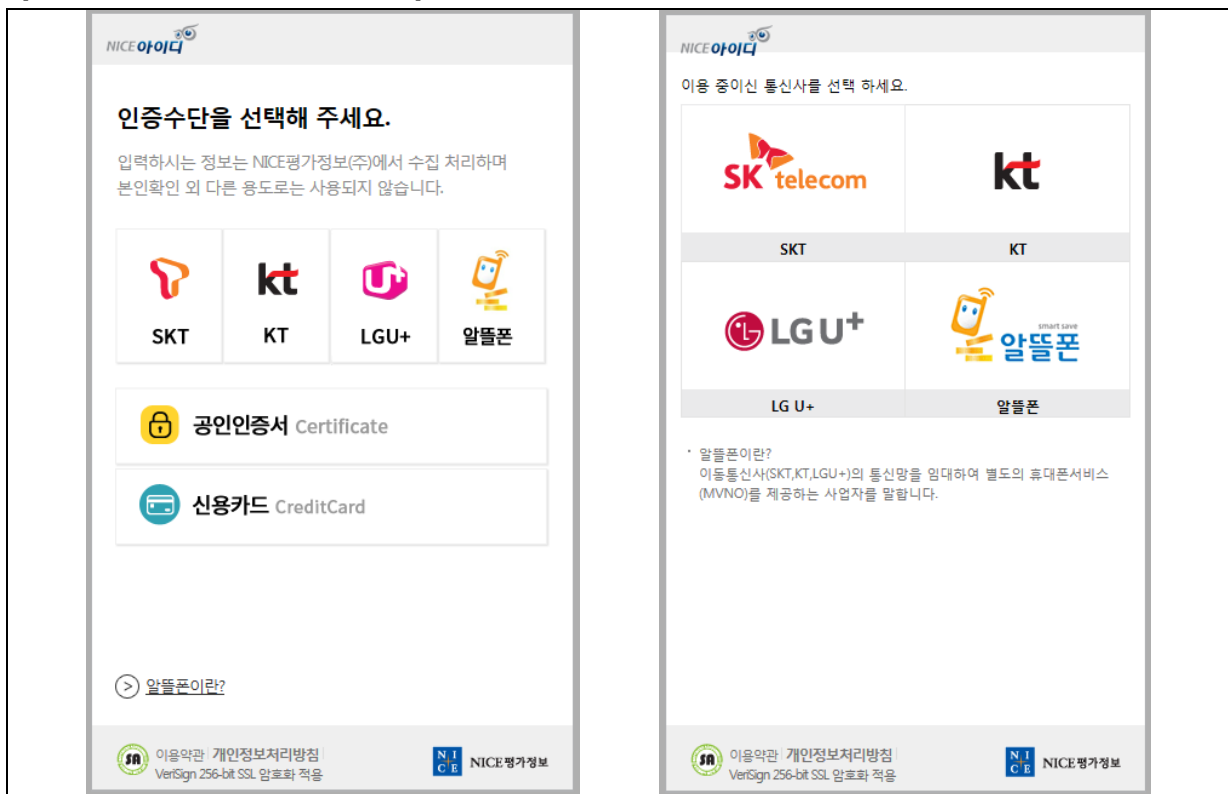 NICE아이디
인증수단을 선택해 주세요.
입력하시는 정보는 NICE평가정보(주)에서 수집 처리하며
본인확인 외 다른 용도로는 사용되지 않습니다.
kt
U+
SKT
KT
LGU+
알뜰폰
공인인증서 Certificate
신용카드 CreditCard
알뜰폰이란?
SA
이용약관 개인정보처리방침
VeriSign 256-bit SSL 암호화 적용
NICE
NICE평가정보
NICE아이디
이용 중이신 통신사를 선택 하세요.
SK telecom
kt
SKT
KT
LG U+
smart save
알뜰폰
LG U+
알뜰폰
알뜰폰이란?
이동통신사(SKT,KT,LGU+)의 통신망을 임대하여 별도의 휴대폰서비스
(MVNO)를 제공하는 사업자를 말합니다.
SA
이용약관 개인정보처리방침
VeriSign 256-bit SSL 암호화 적용
NICE
NICE평가정보